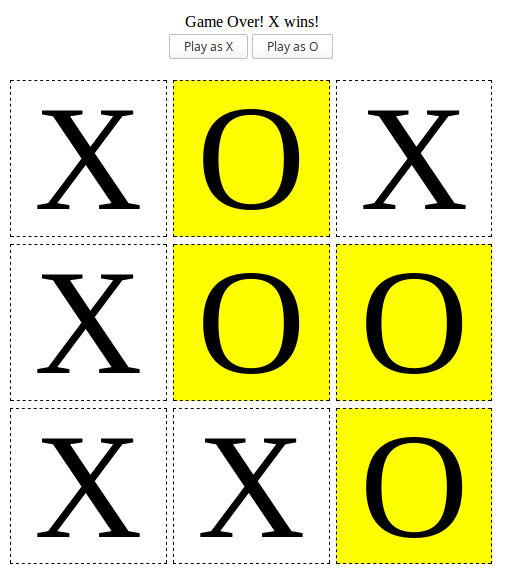 Game Over! X wins!
Play as X Play as O
X O X
X O O
X X O